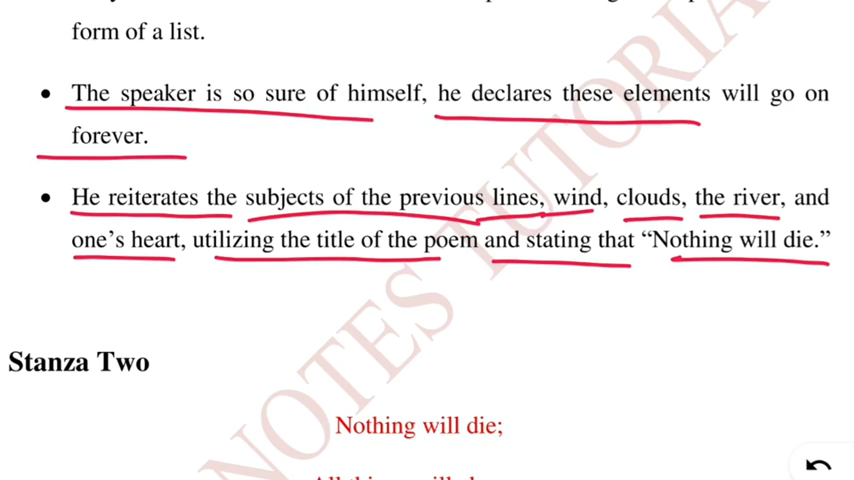 form of a list.
• The speaker is so sure of himself, he declares these elements will go on
forever.
• He reiterates the subjects of the previous lines, wind, clouds, the river, and
one’s heart, utilizing the title of the poem and stating that “Nothing will die.”
Stanza Two
Nothing will die;
NOTES TUTORIA